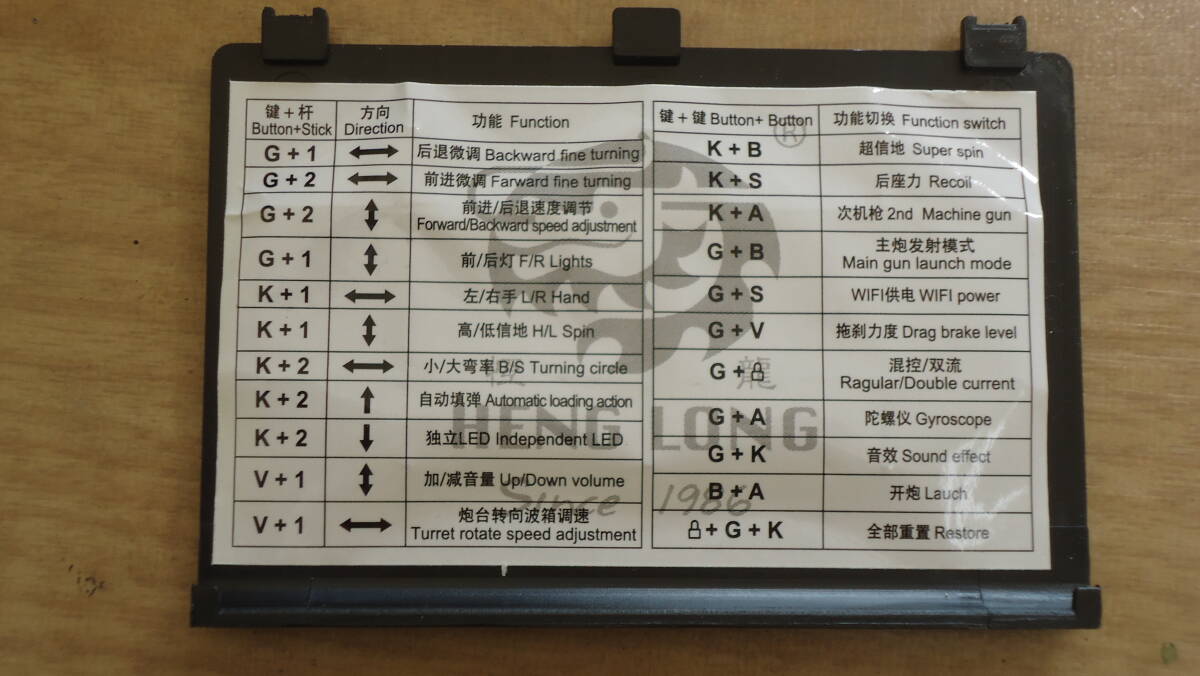 键＋杆 方向 功能 Function
Button+Stick Direction
G + 1 ↔ 后退微调 Backward fine turning
G + 2 ↔ 前进微调 Farward fine turning
G + 2 ↕ 前进/后退速度调节
Forward/Backward speed adjustment
G + 1 ↕ 前/后灯 F/R Lights
K + 1 ↔ 左/右手 L/R Hand
K + 1 ↕ 高/低信地 H/L Spin
K + 2 ↔ 小/大弯率 B/S Turning circle
K + 2 ↑ 自动填弹 Automatic loading action
K + 2 ↓ 独立LED Independent LED
V + 1 ↕ 加/减音量 Up/Down volume
V + 1 ↔ 炮台转向波箱调速
Turret rotate speed adjustment
键＋键 Button+ Button 功能切换 Function switch
K + B 超信地 Super spin
K + S 后座力 Recoil
K + A 次机枪 2nd Machine gun
G + B 主炮发射模式
Main gun launch mode
G + S WIFI供电 WIFI power
G + V 拖刹力度 Drag brake level
G + 🔒 混控/双流
Ragular/Double current
G + A 陀螺仪 Gyroscope
G + K 音效 Sound effect
B + A 开炮 Lauch
🔒 + G + K 全部重置 Restore
®
恒 龍
HENG LONG
Since 1986